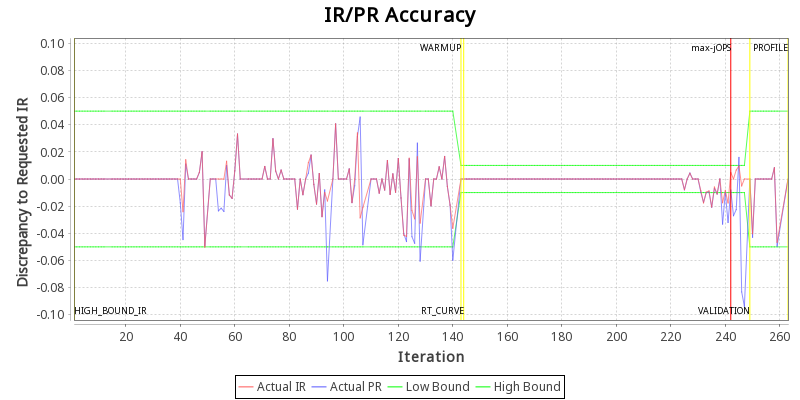 IR/PR Accuracy
Discrepancy to Requested IR
0.10
0.08
0.06
0.04
0.02
0.00
-0.02
-0.04
-0.06
-0.08
-0.10
WARMUP
max-jOPS
PROFILE
HIGH_BOUND_IR
RT_CURVE
VALIDATION
20 40 60 80 100 120 140 160 180 200 220 240 260
Iteration
Actual IR Actual PR Low Bound High Bound